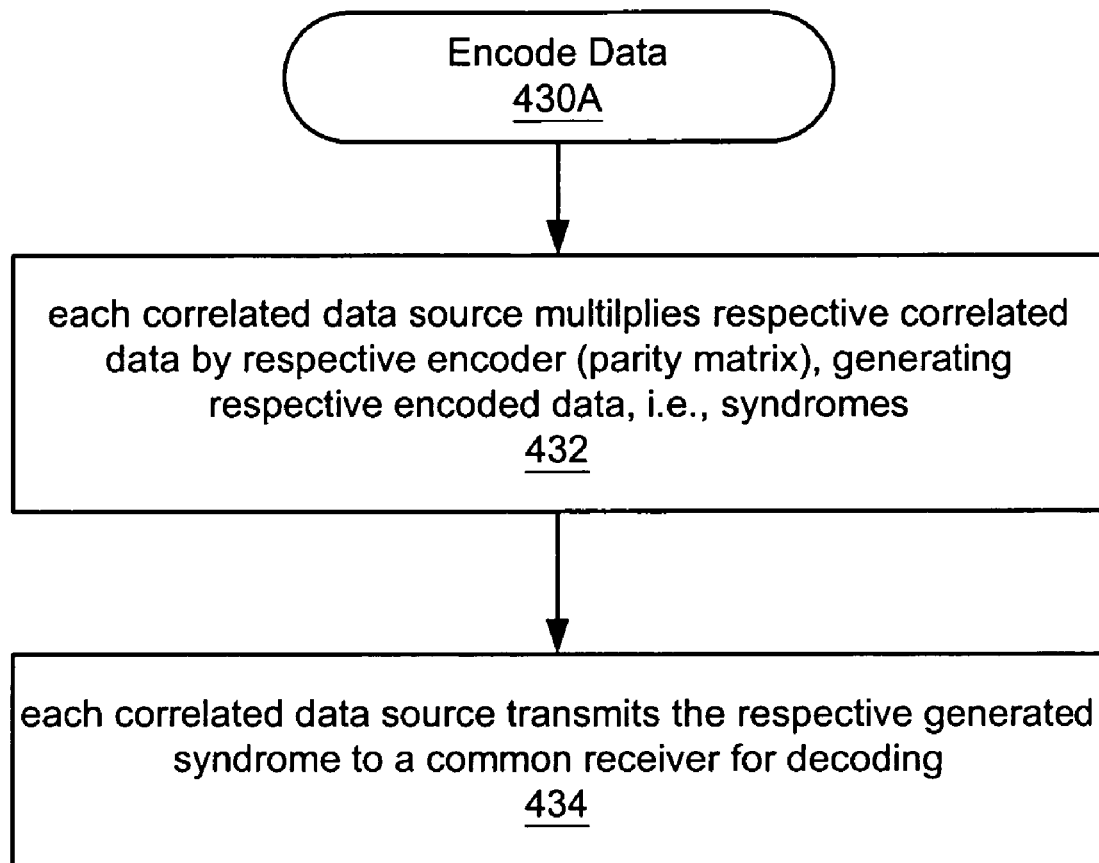 Encode Data
430A
each correlated data source multilplies respective correlated
data by respective encoder (parity matrix), generating
respective encoded data, i.e., syndromes
432
each correlated data source transmits the respective generated
syndrome to a common receiver for decoding
434